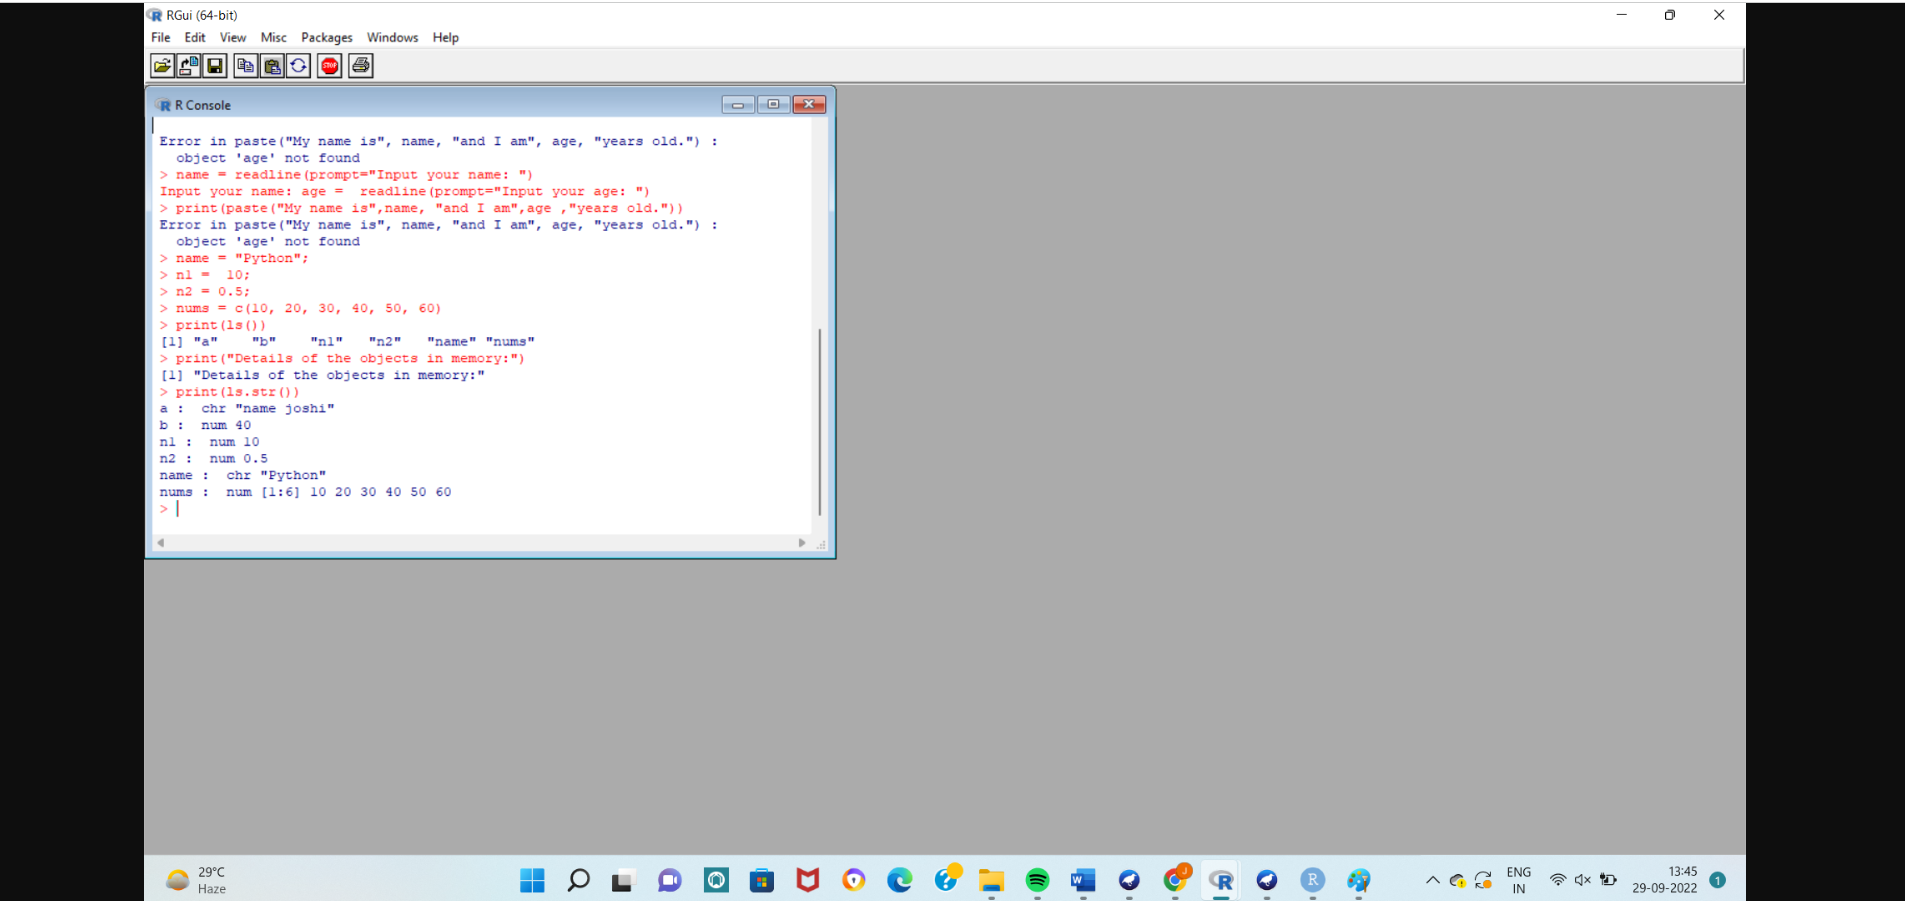 RGui (64-bit)
File Edit View Misc Packages Windows Help
STOP
R Console
Error in paste("My name is", name, "and I am", age, "years old.") :
  object 'age' not found
> name = readline(prompt="Input your name: ")
Input your name: age =  readline(prompt="Input your age: ")
> print(paste("My name is",name, "and I am",age ,"years old."))
Error in paste("My name is", name, "and I am", age, "years old.") :
  object 'age' not found
> name = "Python";
> n1 =  10;
> n2 = 0.5;
> nums = c(10, 20, 30, 40, 50, 60)
> print(ls())
[1] "a"    "b"    "n1"   "n2"   "name" "nums"
> print("Details of the objects in memory:")
[1] "Details of the objects in memory:"
> print(ls.str())
a :  chr "name joshi"
b :  num 40
n1 :  num 10
n2 :  num 0.5
name :  chr "Python"
nums :  num [1:6] 10 20 30 40 50 60
>
29°C
Haze
ENG
IN
13:45
29-09-2022
1